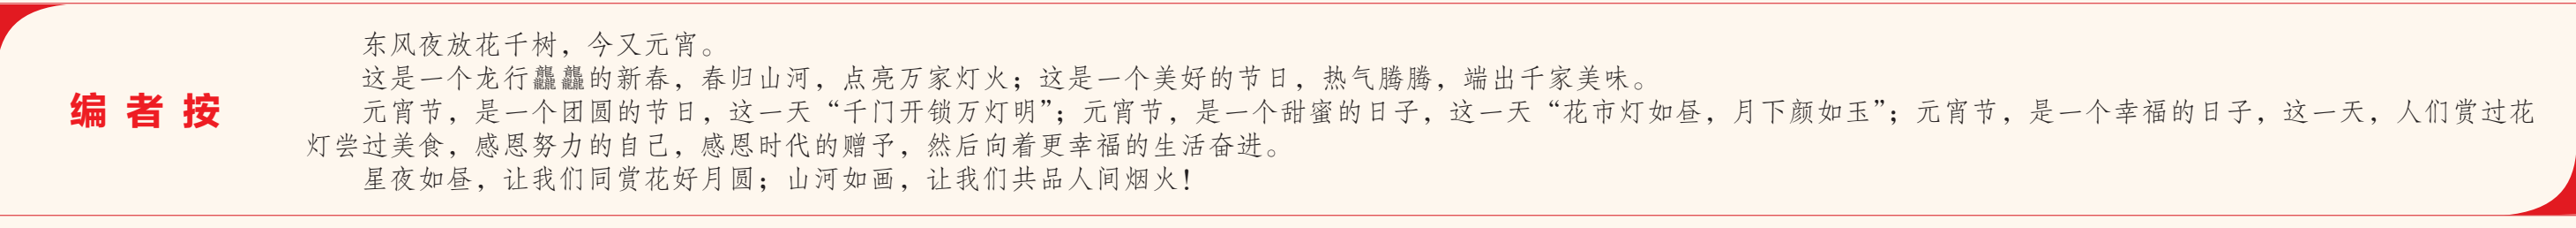 编者按
东风夜放花千树，今又元宵。
这是一个龙行龘龘的新春，春归山河，点亮万家灯火；这是一个美好的节日，热气腾腾，端出千家美味。
元宵节，是一个团圆的节日，这一天“千门开锁万灯明”；元宵节，是一个甜蜜的日子，这一天“花市灯如昼，月下颜如玉”；元宵节，是一个幸福的日子，这一天，人们赏过花
灯尝过美食，感恩努力的自己，感恩时代的赠予，然后向着更幸福的生活奋进。
星夜如昼，让我们同赏花好月圆；山河如画，让我们共品人间烟火！